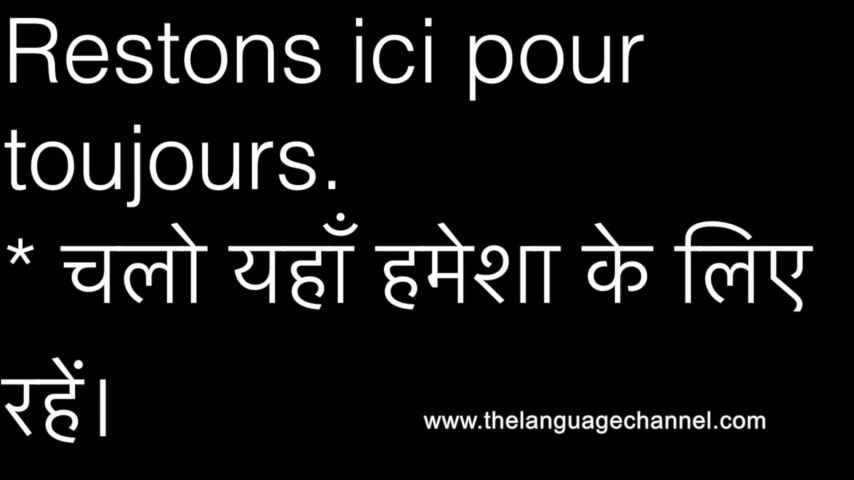 Restons ici pour
toujours.
* चलो यहाँ हमेशा के लिए
रहें।
www.thelanguagechannel.com